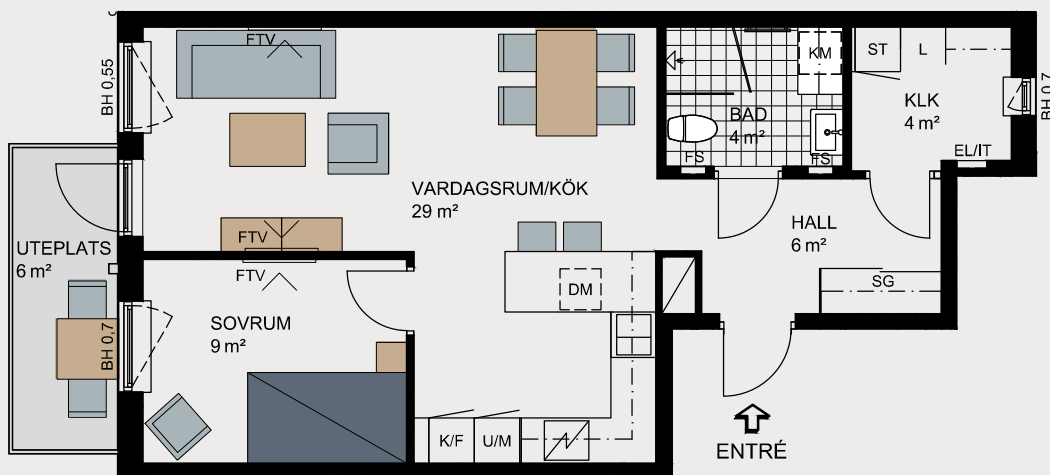 FTV
BH 0,55
KM
BAD
4 m²
FS
FS
ST
L
KLK
4 m²
BH 0,7
EL/IT
VARDAGSRUM/KÖK
29 m²
HALL
6 m²
SG
UTEPLATS
6 m²
FTV
FTV
BH 0,7
SOVRUM
9 m²
DM
K/F
U/M
ENTRÉ